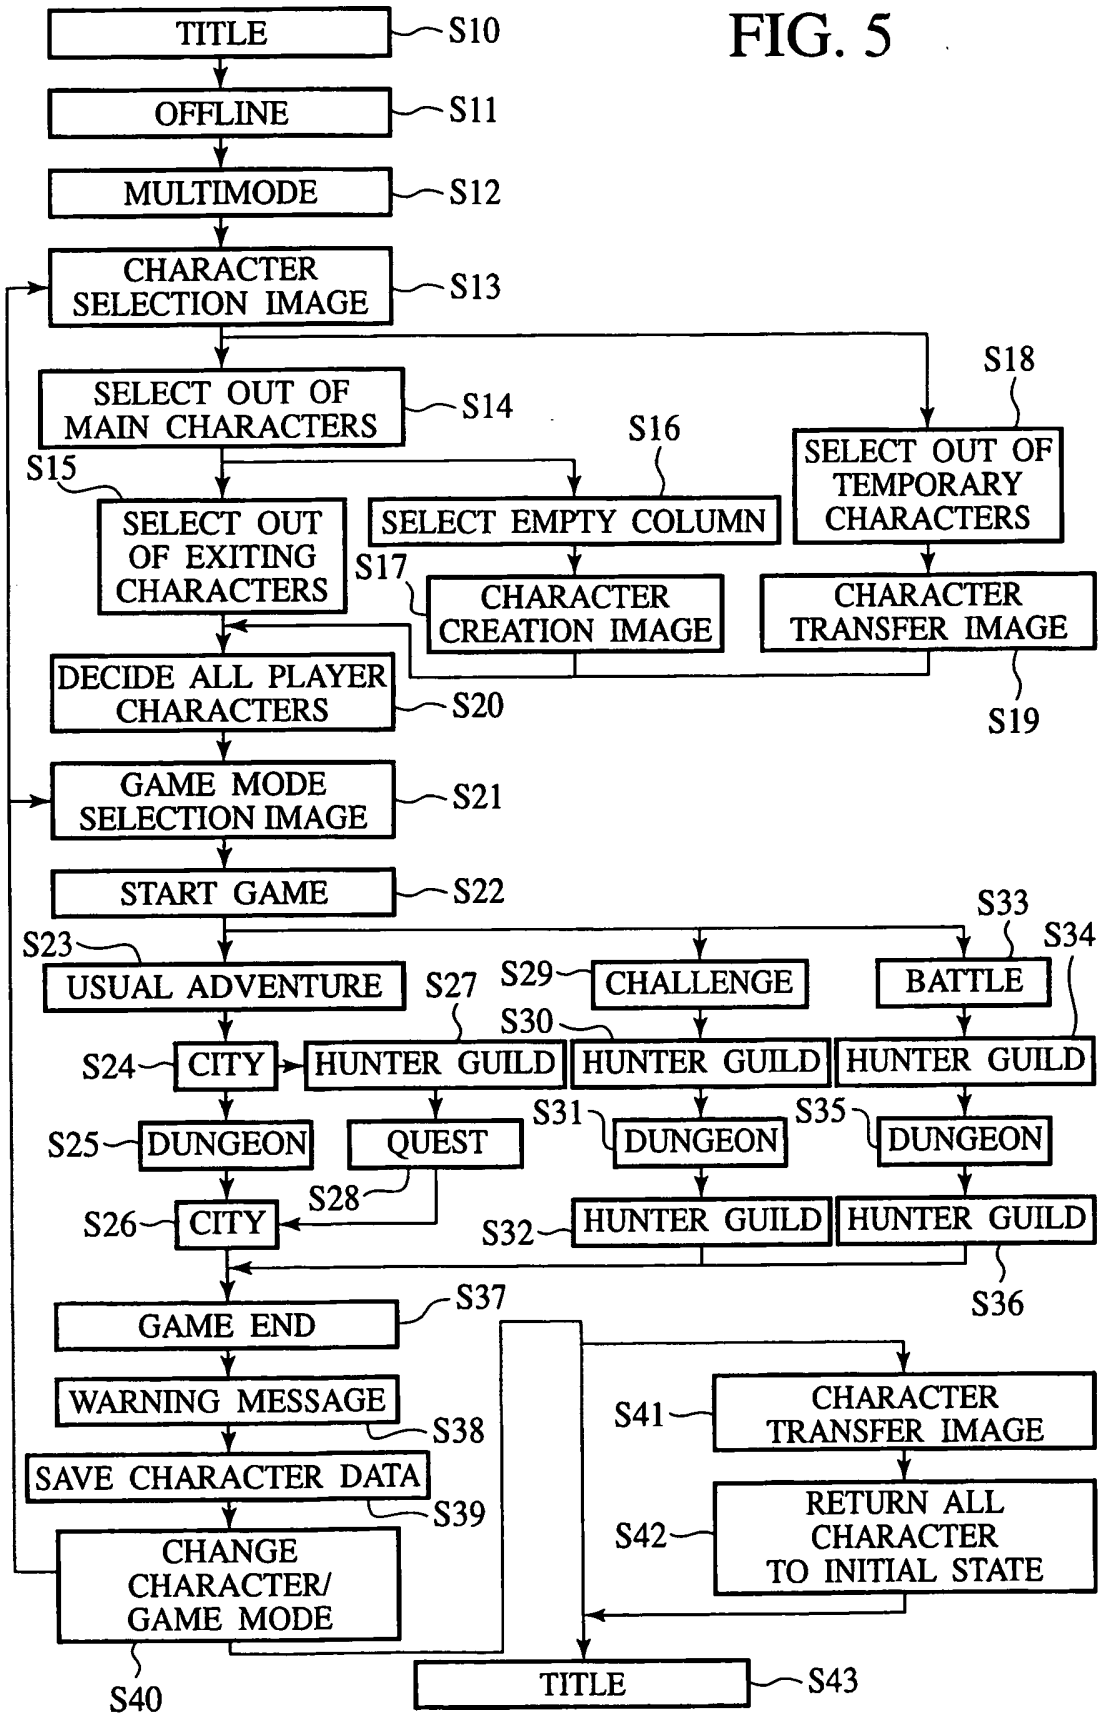 FIG. 5
TITLE
S10
OFFLINE
S11
MULTIMODE
S12
CHARACTER
SELECTION IMAGE
S13
SELECT OUT OF
MAIN CHARACTERS
S14
S18
SELECT OUT OF
TEMPORARY
CHARACTERS
S15
SELECT OUT
OF EXITING
CHARACTERS
S16
SELECT EMPTY COLUMN
S17
CHARACTER
CREATION IMAGE
CHARACTER
TRANSFER IMAGE
S19
DECIDE ALL PLAYER
CHARACTERS
S20
GAME MODE
SELECTION IMAGE
S21
START GAME
S22
S23
USUAL ADVENTURE
S29
CHALLENGE
S33
BATTLE
S24
CITY
S27
HUNTER GUILD
S30
HUNTER GUILD
S34
HUNTER GUILD
S25
DUNGEON
QUEST
S28
S31
DUNGEON
S35
DUNGEON
S26
CITY
S32
HUNTER GUILD
HUNTER GUILD
S36
S37
GAME END
WARNING MESSAGE
S38
SAVE CHARACTER DATA
S39
CHANGE
CHARACTER/
GAME MODE
S40
S41
CHARACTER
TRANSFER IMAGE
S42
RETURN ALL
CHARACTER
TO INITIAL STATE
TITLE
S43